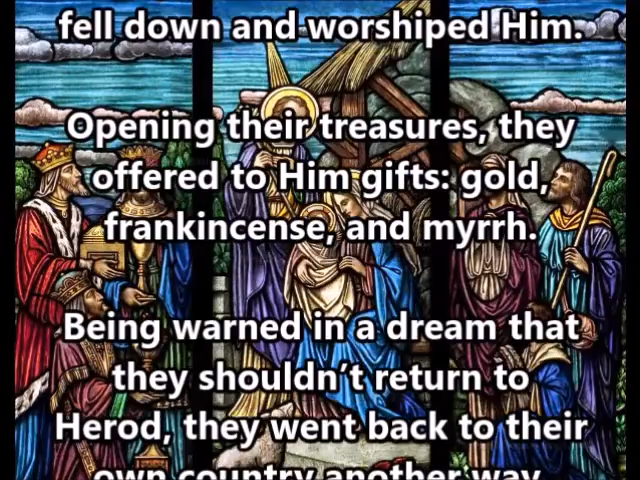 fell down and worshiped Him.
Opening their treasures, they
offered to Him gifts: gold,
frankincense, and myrrh.
Being warned in a dream that
they shouldn’t return to
Herod, they went back to their
own country another way.